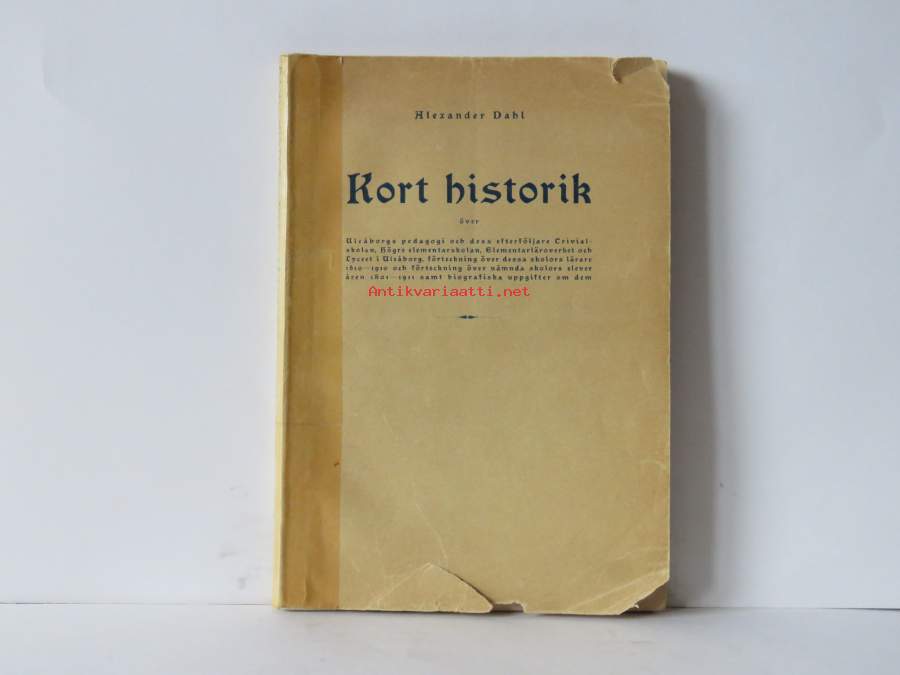 Alexander Dahl
Kort historik
över
Uleåborgs pedagogi och dess efterföljare Trivial-
skolan, Högre elementarskolan, Elementarläroverket och
Lyceet i Uleåborg, förteckning över dessa skolors lärare
1810—1910 och förteckning över nämnda skolors elever
åren 1801—1911 samt biografiska uppgifter om dem
Antikvariaatti.net